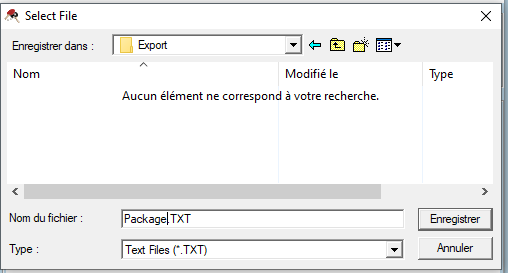 Select File
Enregistrer dans :
Export
Nom Modifié le Type
Aucun élément ne correspond à votre recherche.
Nom du fichier : Package.TXT Enregistrer
Type : Text Files (*.TXT) Annuler